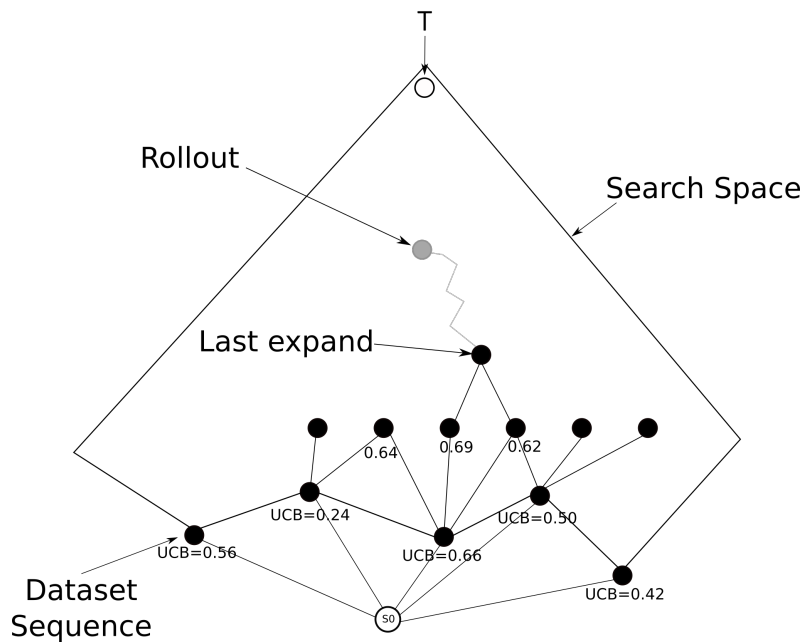 T
Rollout
Search Space
Last expand
0.64
0.69
0.62
UCB=0.24
UCB=0.50
UCB=0.56
UCB=0.66
UCB=0.42
Dataset
Sequence
S0